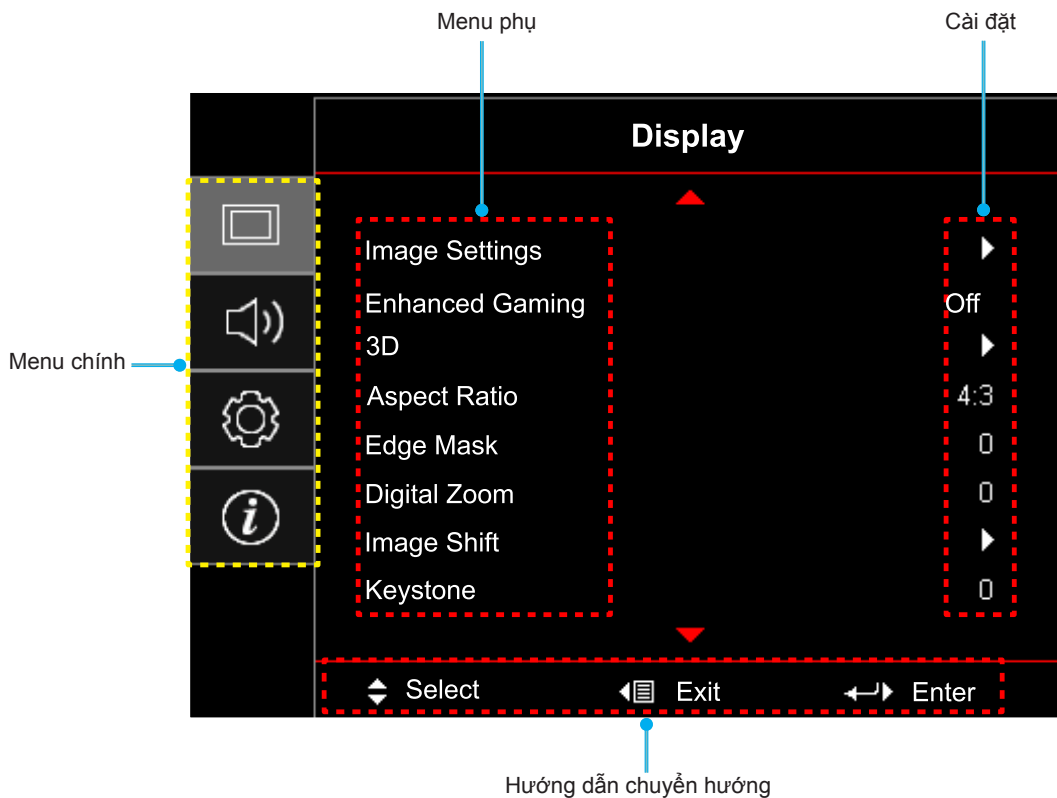 Menu phụ
Cài đặt
Display
Image Settings
Enhanced Gaming Off
3D
Menu chính
Aspect Ratio 4:3
Edge Mask 0
Digital Zoom 0
Image Shift
Keystone 0
Select Exit Enter
Hướng dẫn chuyển hướng